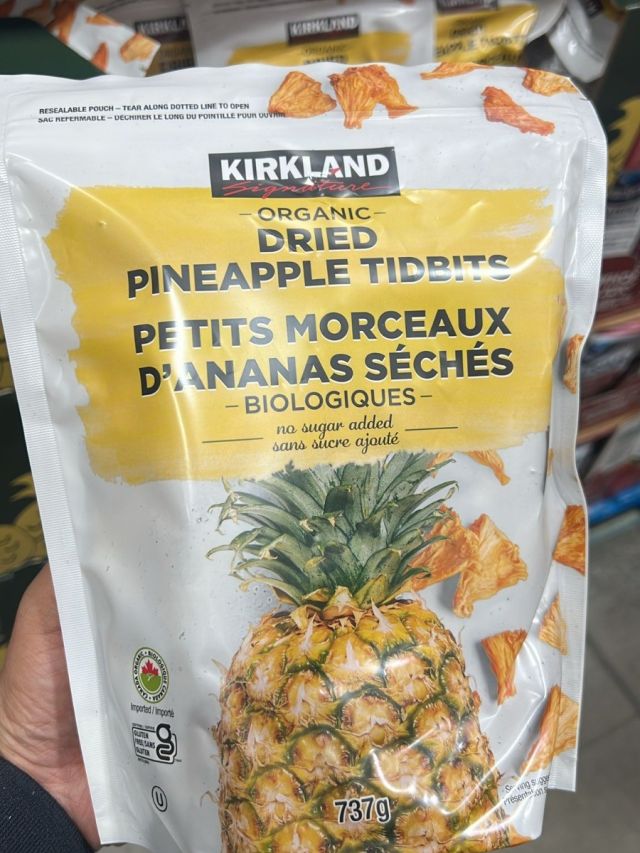 RESEALABLE POUCH – TEAR ALONG DOTTED LINE TO OPEN
SAC REFERMABLE – DÉCHIRER LE LONG DU POINTILLÉ POUR OUVRIR
KIRKLAND
Signature
– ORGANIC –
DRIED
PINEAPPLE TIDBITS
PETITS MORCEAUX
D'ANANAS SÉCHÉS
– BIOLOGIQUES –
no sugar added
sans sucre ajouté
Imported / Importé
GLUTEN
FREE/SANS
GLUTEN
U
737g
KIRKLAND